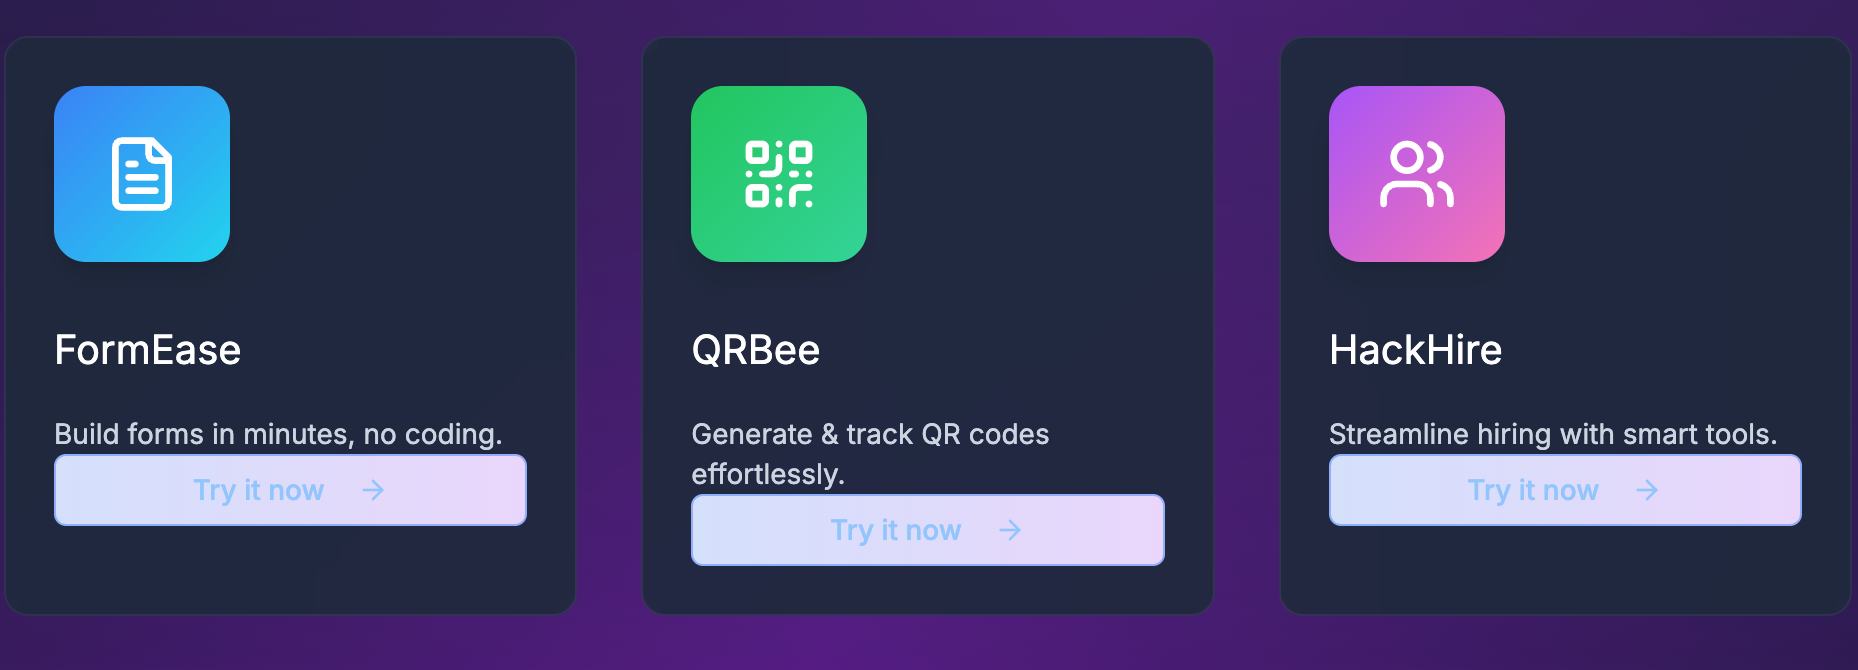 FormEase
Build forms in minutes, no coding.
Try it now
QRBee
Generate & track QR codes
effortlessly.
Try it now
HackHire
Streamline hiring with smart tools.
Try it now